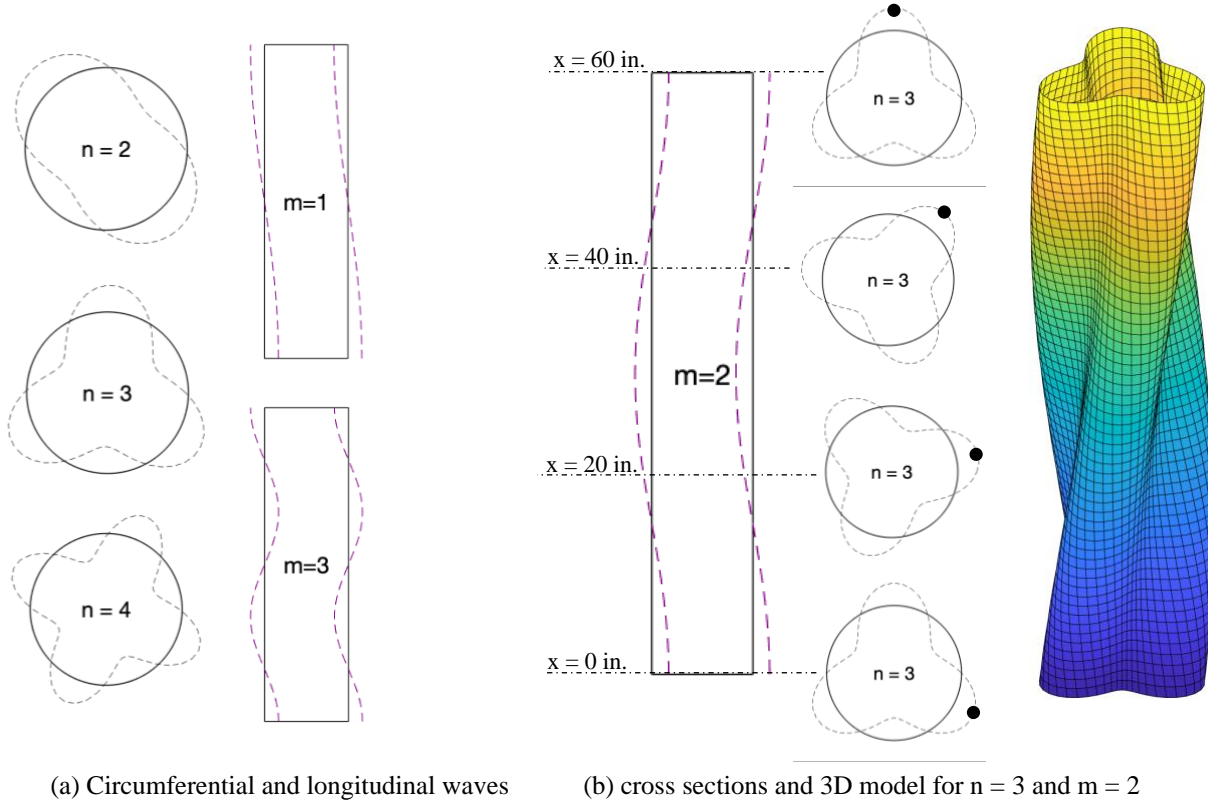 n = 2
n = 3
n = 4
m=1
m=3
x = 60 in.
x = 40 in.
x = 20 in.
x = 0 in.
m=2
n = 3
n = 3
n = 3
n = 3
(a) Circumferential and longitudinal waves
(b) cross sections and 3D model for n = 3 and m = 2